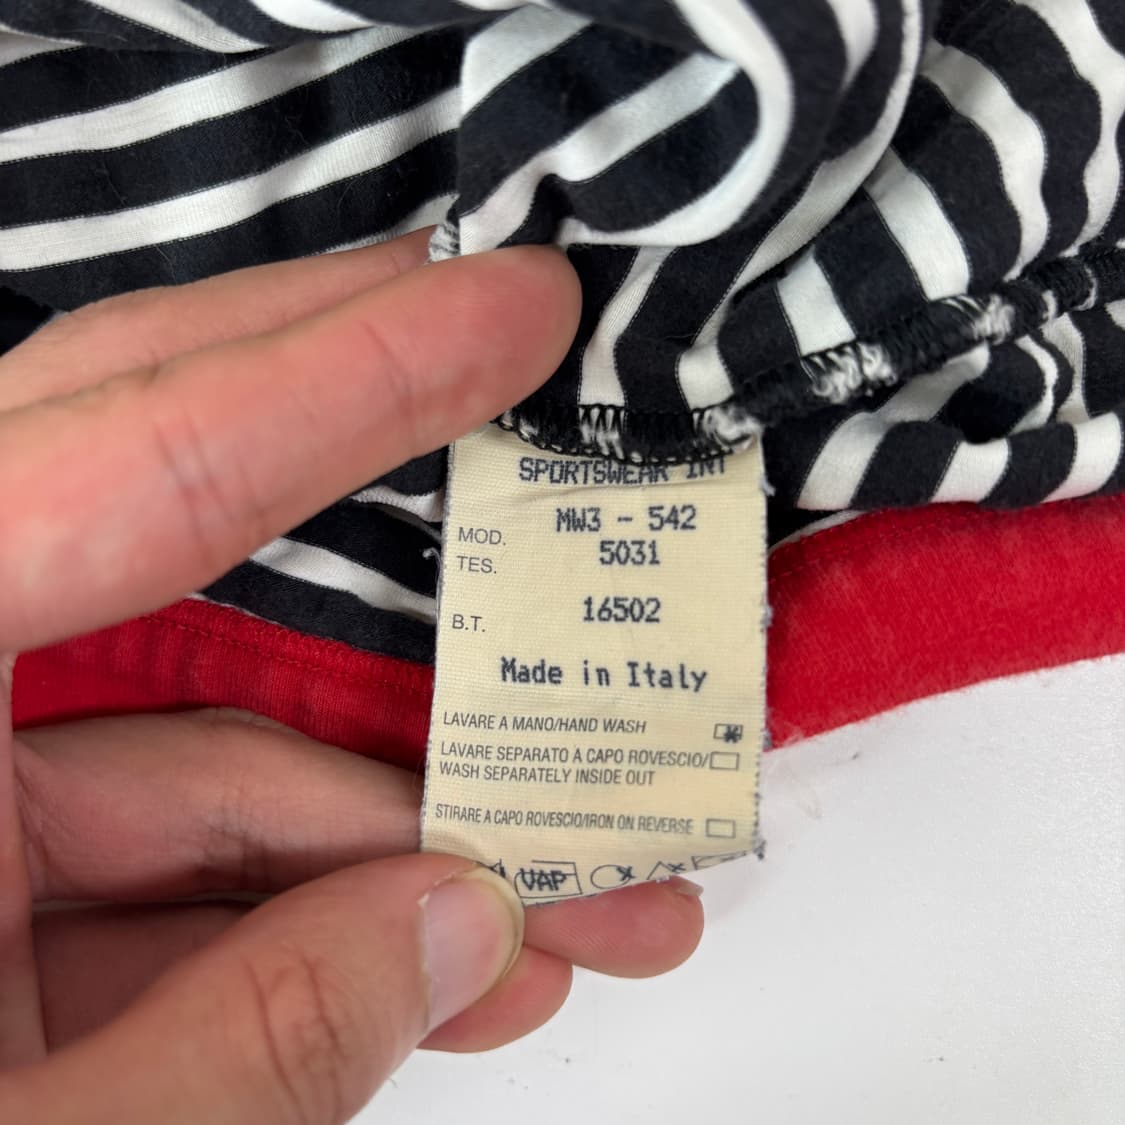 SPORTSWEAR INT
MW3 - 542
MOD.
5031
TES.
16502
B.T.
Made in Italy
LAVARE A MANO/HAND WASH
LAVARE SEPARATO A CAPO ROVESCIO/
WASH SEPARATELY INSIDE OUT
STIRARE A CAPO ROVESCIO/IRON ON REVERSE
VAP